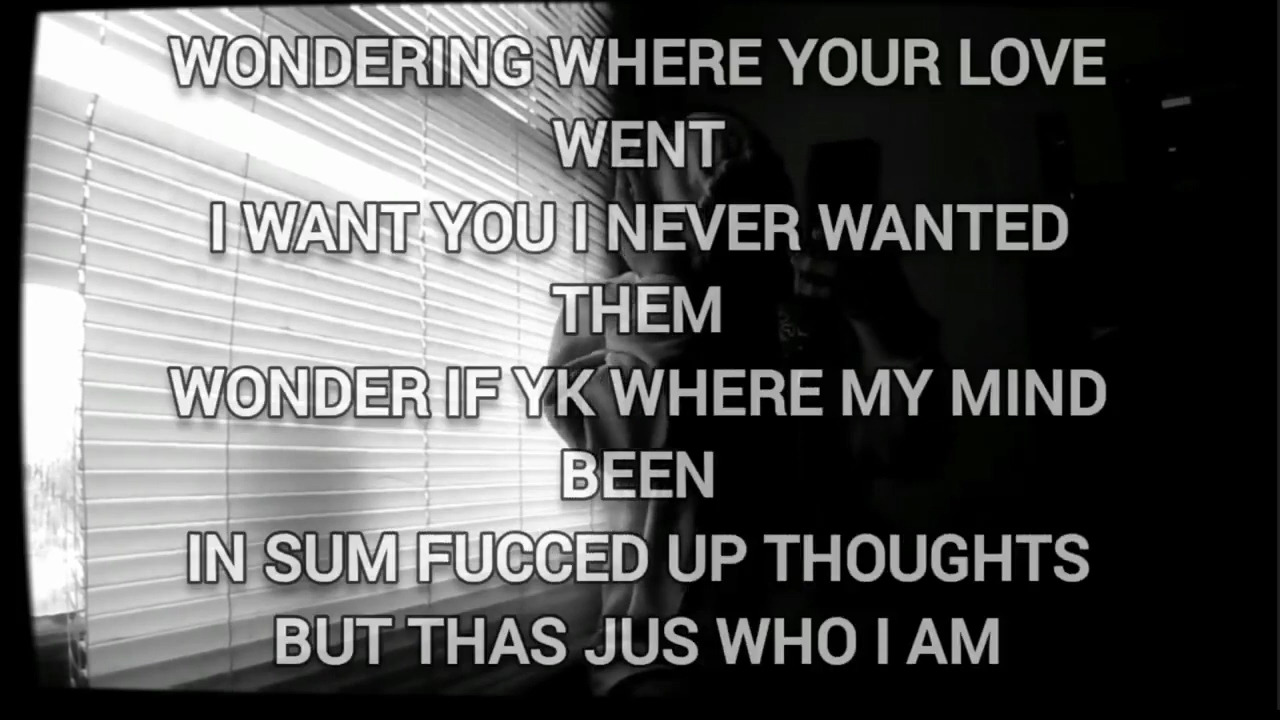 WONDERING WHERE YOUR LOVE
WENT
I WANT YOU I NEVER WANTED
THEM
WONDER IF YK WHERE MY MIND
BEEN
IN SUM FUCCED UP THOUGHTS
BUT THAS JUS WHO I AM